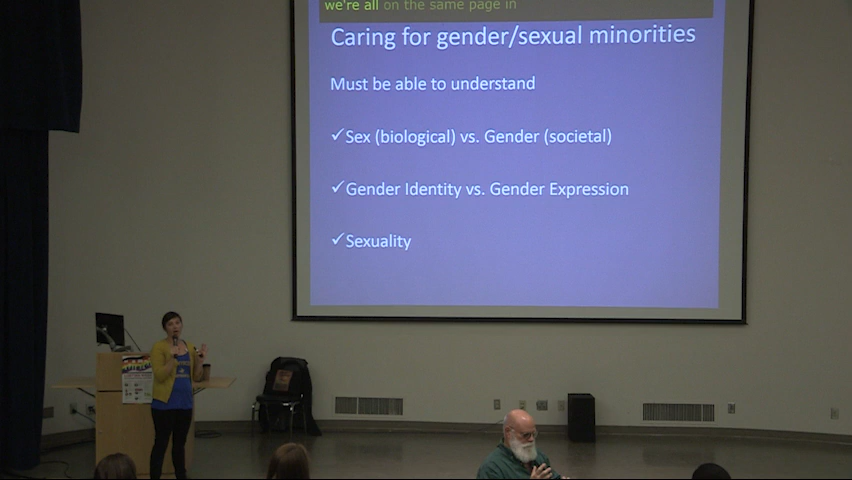 we're all on the same page in
Caring for gender/sexual minorities
Must be able to understand
✓Sex (biological) vs. Gender (societal)
✓Gender Identity vs. Gender Expression
✓Sexuality